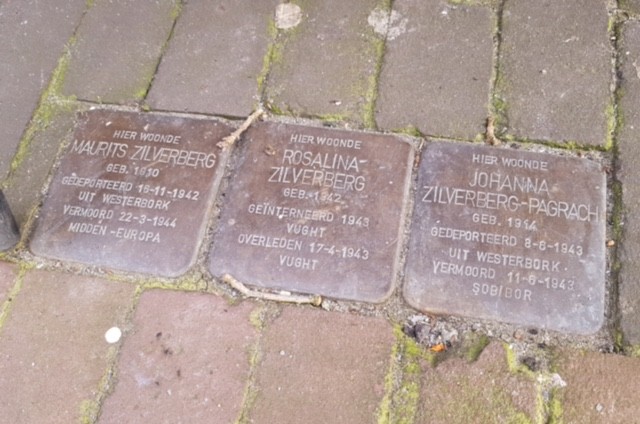 HIER WOONDE
MAURITS ZILVERBERG
GEB. 1910
GEDEPORTEERD 18-11-1942
UIT WESTERBORK
VERMOORD 22-3-1944
MIDDEN-EUROPA
HIER WOONDE
ROSALINA
ZILVERBERG
GEB. 1942
GEÏNTERNEERD 1943
VUGHT
OVERLEDEN 17-4-1943
VUGHT
HIER WOONDE
JOHANNA
ZILVERBERG-PAGRACH
GEB. 1914
GEDEPORTEERD 8-6-1943
UIT WESTERBORK
VERMOORD 11-6-1943
SOBIBOR